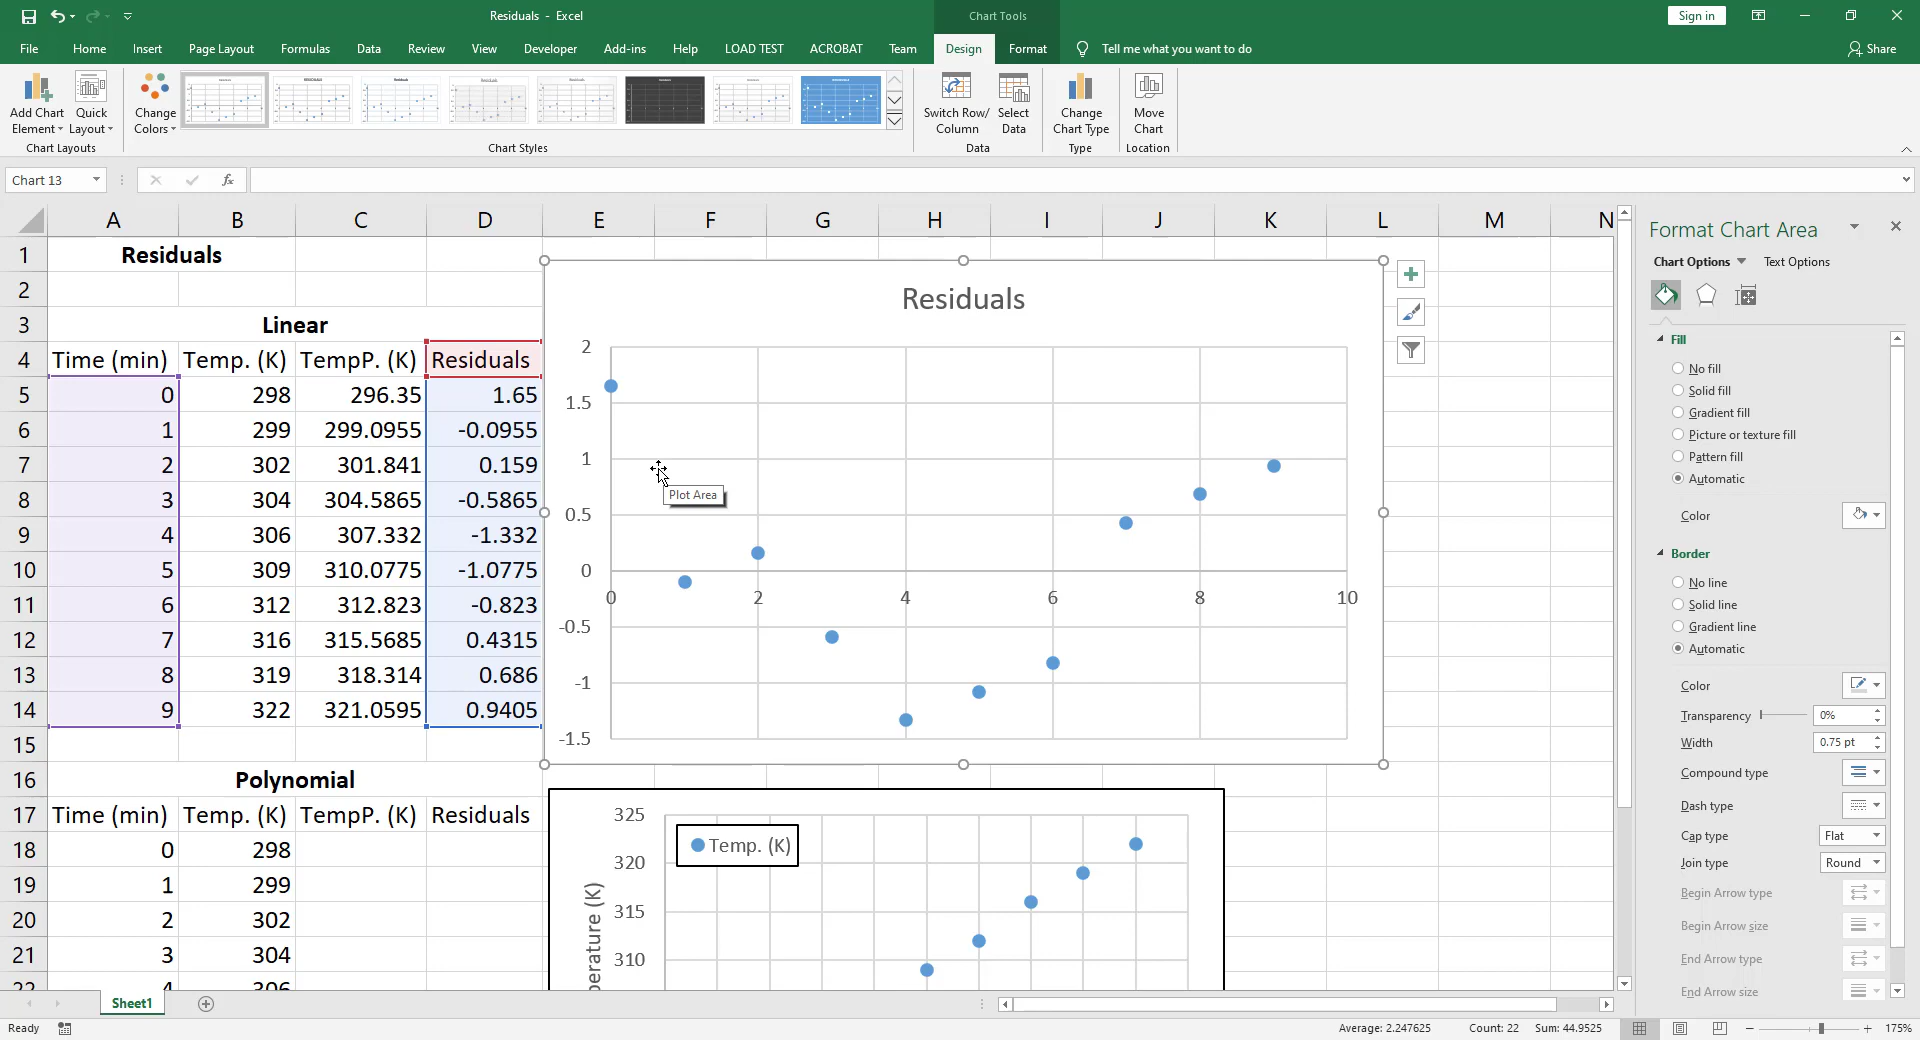 Residuals - Excel
Chart Tools
Sign in
File Home Insert Page Layout Formulas Data Review View Developer Add-ins Help LOAD TEST ACROBAT Team Design Format Tell me what you want to do Share
Add Chart Element
Quick Layout
Chart Layouts
Change Colors
Chart Styles
Switch Row/ Column
Select Data
Data
Change Chart Type
Type
Move Chart
Location
Chart 13
fx
A B C D E F G H I J K L M N
1 Residuals
2
3 Linear
4 Time (min) Temp. (K) TempP. (K) Residuals
5 0 298 296.35 1.65
6 1 299 299.0955 -0.0955
7 2 302 301.841 0.159
8 3 304 304.5865 -0.5865
9 4 306 307.332 -1.332
10 5 309 310.0775 -1.0775
11 6 312 312.823 -0.823
12 7 316 315.5685 0.4315
13 8 319 318.314 0.686
14 9 322 321.0595 0.9405
15
16 Polynomial
17 Time (min) Temp. (K) TempP. (K) Residuals
18 0 298
19 1 299
20 2 302
21 3 304
22 4 306
Residuals
2
1.5
1
0.5
0
-0.5
-1
-1.5
0 2 4 6 8 10
Plot Area
325
320
315
310
Temp. (K)
perature (K)
Format Chart Area
Chart Options Text Options
Fill
No fill
Solid fill
Gradient fill
Picture or texture fill
Pattern fill
Automatic
Color
Border
No line
Solid line
Gradient line
Automatic
Color
Transparency 0%
Width 0.75 pt
Compound type
Dash type
Cap type Flat
Join type Round
Begin Arrow type
Begin Arrow size
End Arrow type
End Arrow size
Sheet1
Ready
Average: 2.247625 Count: 22 Sum: 44.9525
175%